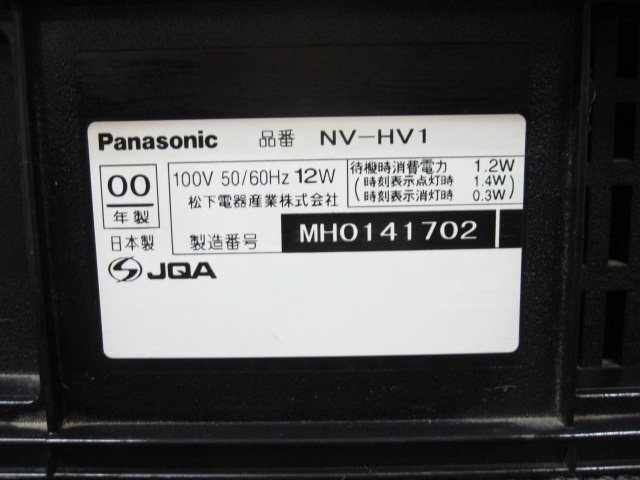 Panasonic 品番 NV-HV1
00
年製
日本製
100V 50/60Hz 12W
松下電器産業株式会社
待機時消費電力 1.2W
(時刻表示点灯時 1.4W)
(時刻表示消灯時 0.3W)
製造番号 MH0141702
JQA